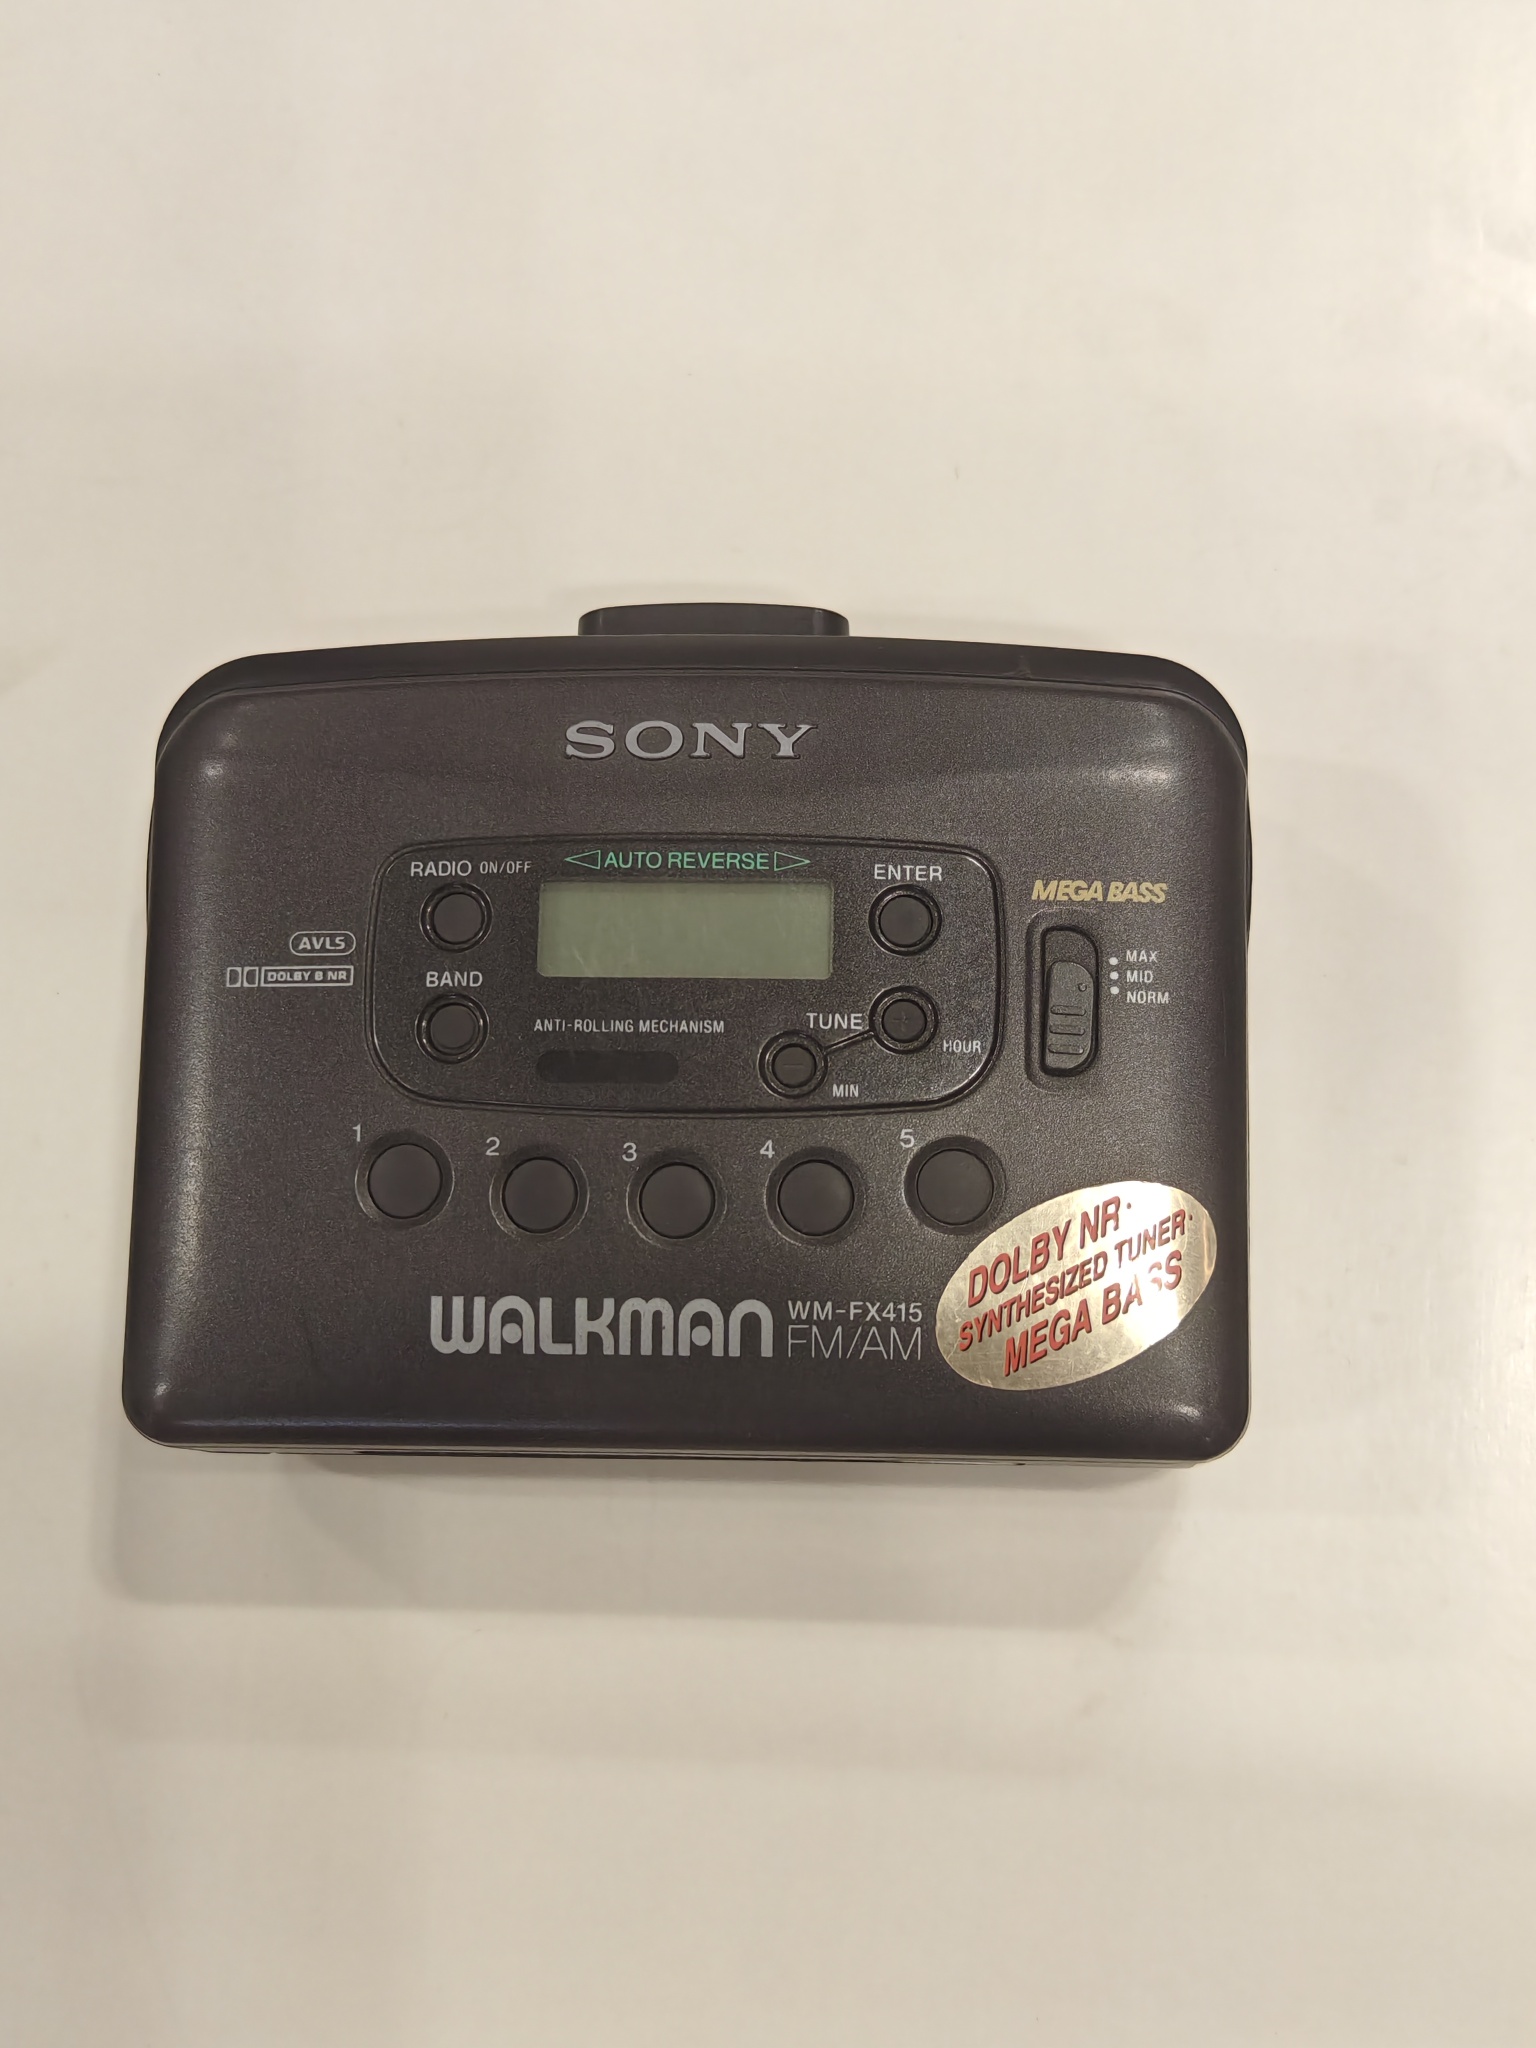 SONY
RADIO ON/OFF
AUTO REVERSE
ENTER
MEGA BASS
AVLS
DOLBY B NR
BAND
MAX
MID
NORM
ANTI-ROLLING MECHANISM
TUNE
+
HOUR
−
MIN
1
2
3
4
5
WALKMAN
WM-FX415
FM/AM
DOLBY NR·
SYNTHESIZED TUNER·
MEGA BASS